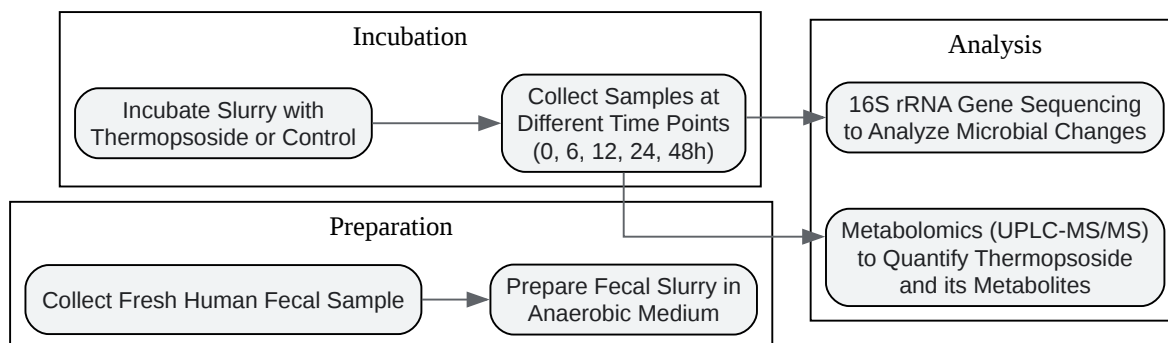 Incubation
Incubate Slurry with
Thermopsoside or Control
Collect Samples at
Different Time Points
(0, 6, 12, 24, 48h)
Analysis
16S rRNA Gene Sequencing
to Analyze Microbial Changes
Metabolomics (UPLC-MS/MS)
to Quantify Thermopsoside
and its Metabolites
Preparation
Collect Fresh Human Fecal Sample
Prepare Fecal Slurry in
Anaerobic Medium